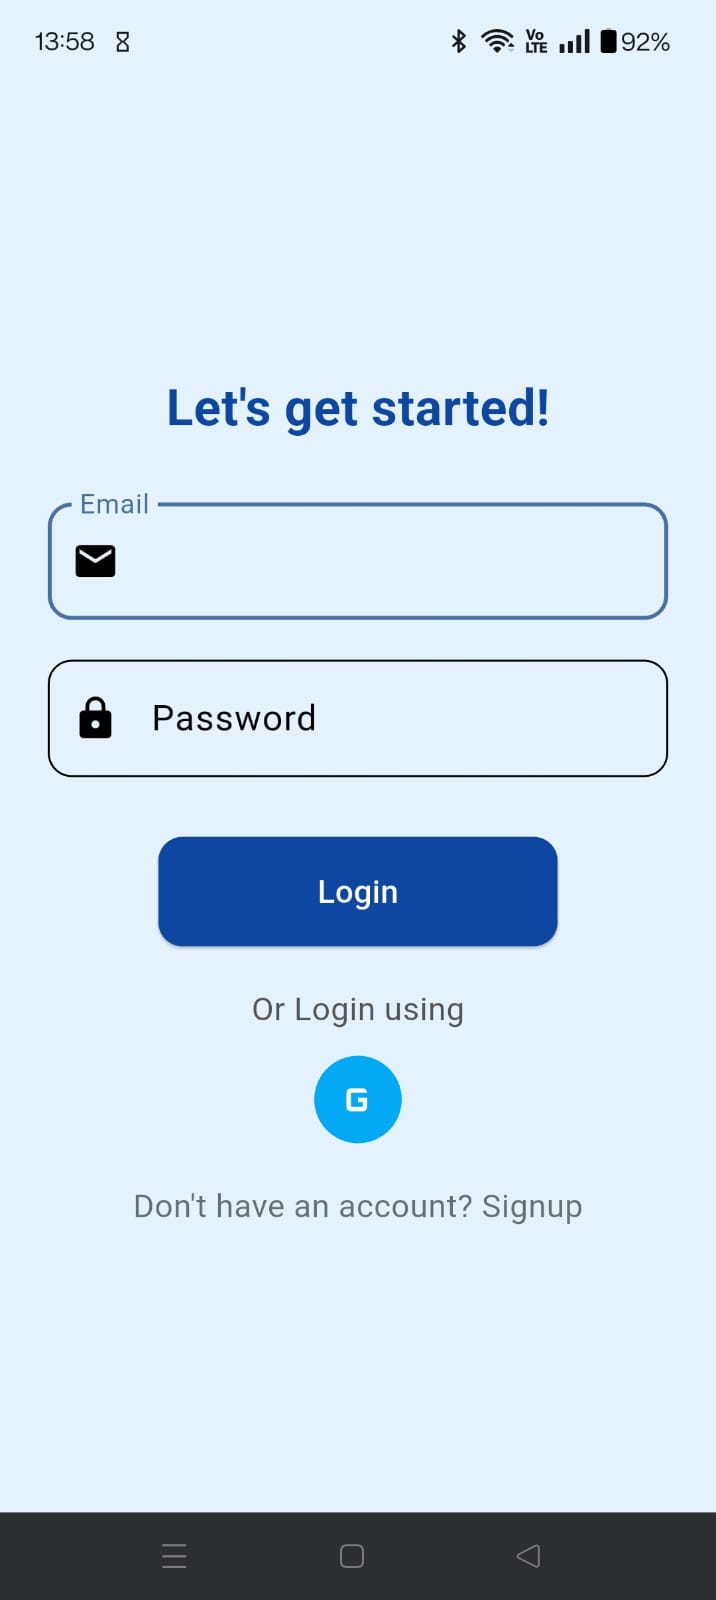 13:58 Vo LTE 92%
Let's get started!
Email
Password
Login
Or Login using
G
Don't have an account? Signup